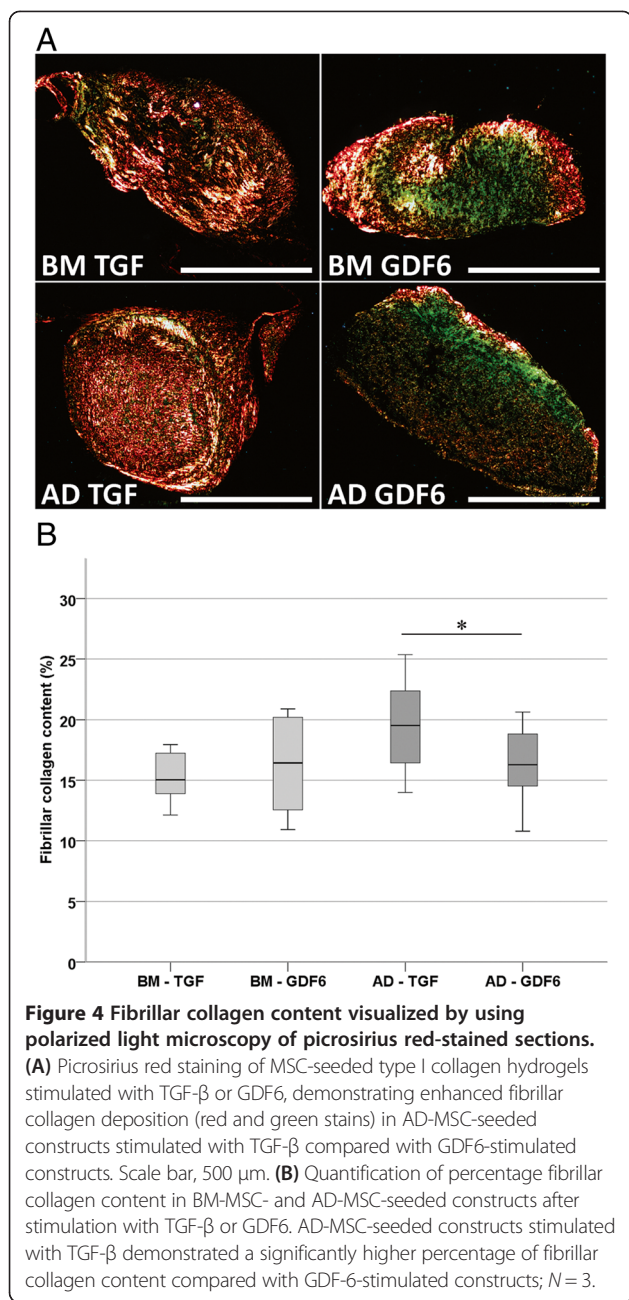 A
BM TGF
BM GDF6
AD TGF
AD GDF6
B
Fibrillar collagen content (%)
30
25
20
15
10
5
0
*
BM - TGF
BM - GDF6
AD - TGF
AD - GDF6
Figure 4 Fibrillar collagen content visualized by using
polarized light microscopy of picrosirius red-stained sections.
(A) Picrosirius red staining of MSC-seeded type I collagen hydrogels
stimulated with TGF-β or GDF6, demonstrating enhanced fibrillar
collagen deposition (red and green stains) in AD-MSC-seeded
constructs stimulated with TGF-β compared with GDF6-stimulated
constructs. Scale bar, 500 μm. (B) Quantification of percentage fibrillar
collagen content in BM-MSC- and AD-MSC-seeded constructs after
stimulation with TGF-β or GDF6. AD-MSC-seeded constructs stimulated
with TGF-β demonstrated a significantly higher percentage of fibrillar
collagen content compared with GDF-6-stimulated constructs; N = 3.